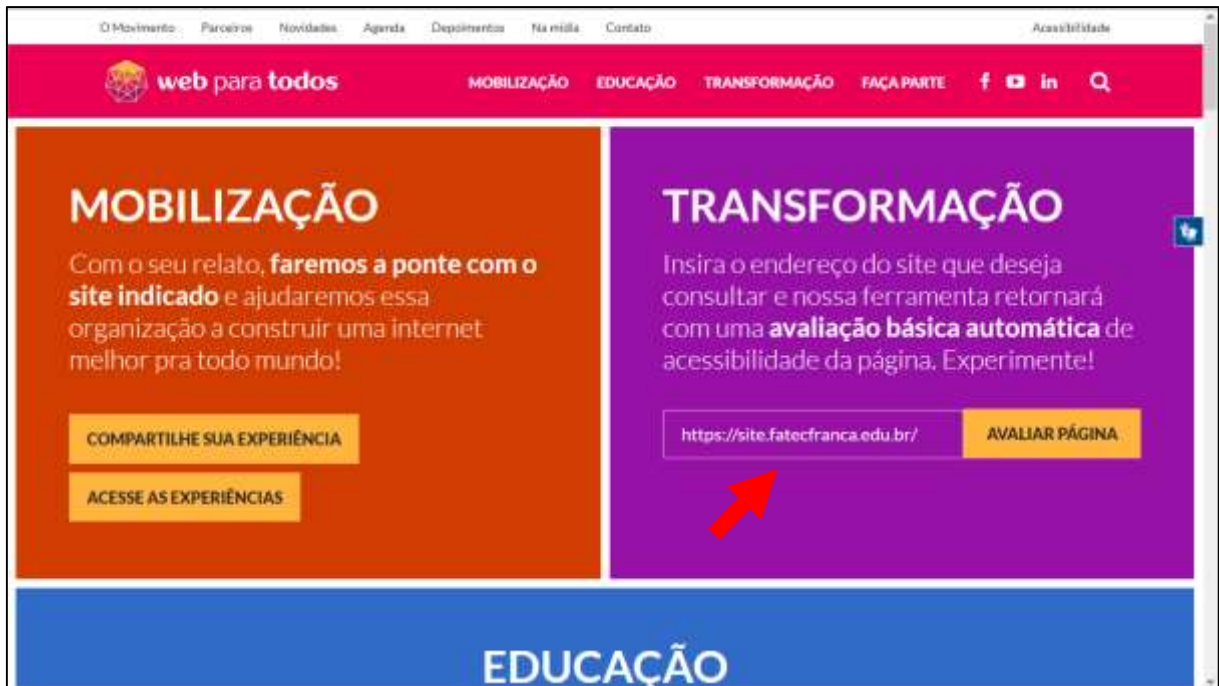 O Movimento Parceiros Novidades Agenda Depoimentos Na mídia Contato Acessibilidade
web para todos MOBILIZAÇÃO EDUCAÇÃO TRANSFORMAÇÃO FAÇA PARTE f in
MOBILIZAÇÃO
Com o seu relato, faremos a ponte com o
site indicado e ajudaremos essa
organização a construir uma internet
melhor pra todo mundo!
COMPARTILHE SUA EXPERIÊNCIA
ACESSE AS EXPERIÊNCIAS
TRANSFORMAÇÃO
Insira o endereço do site que deseja
consultar e nossa ferramenta retornará
com uma avaliação básica automática de
acessibilidade da página. Experimente!
https://site.fatecfranca.edu.br/ AVALIAR PÁGINA
EDUCAÇÃO